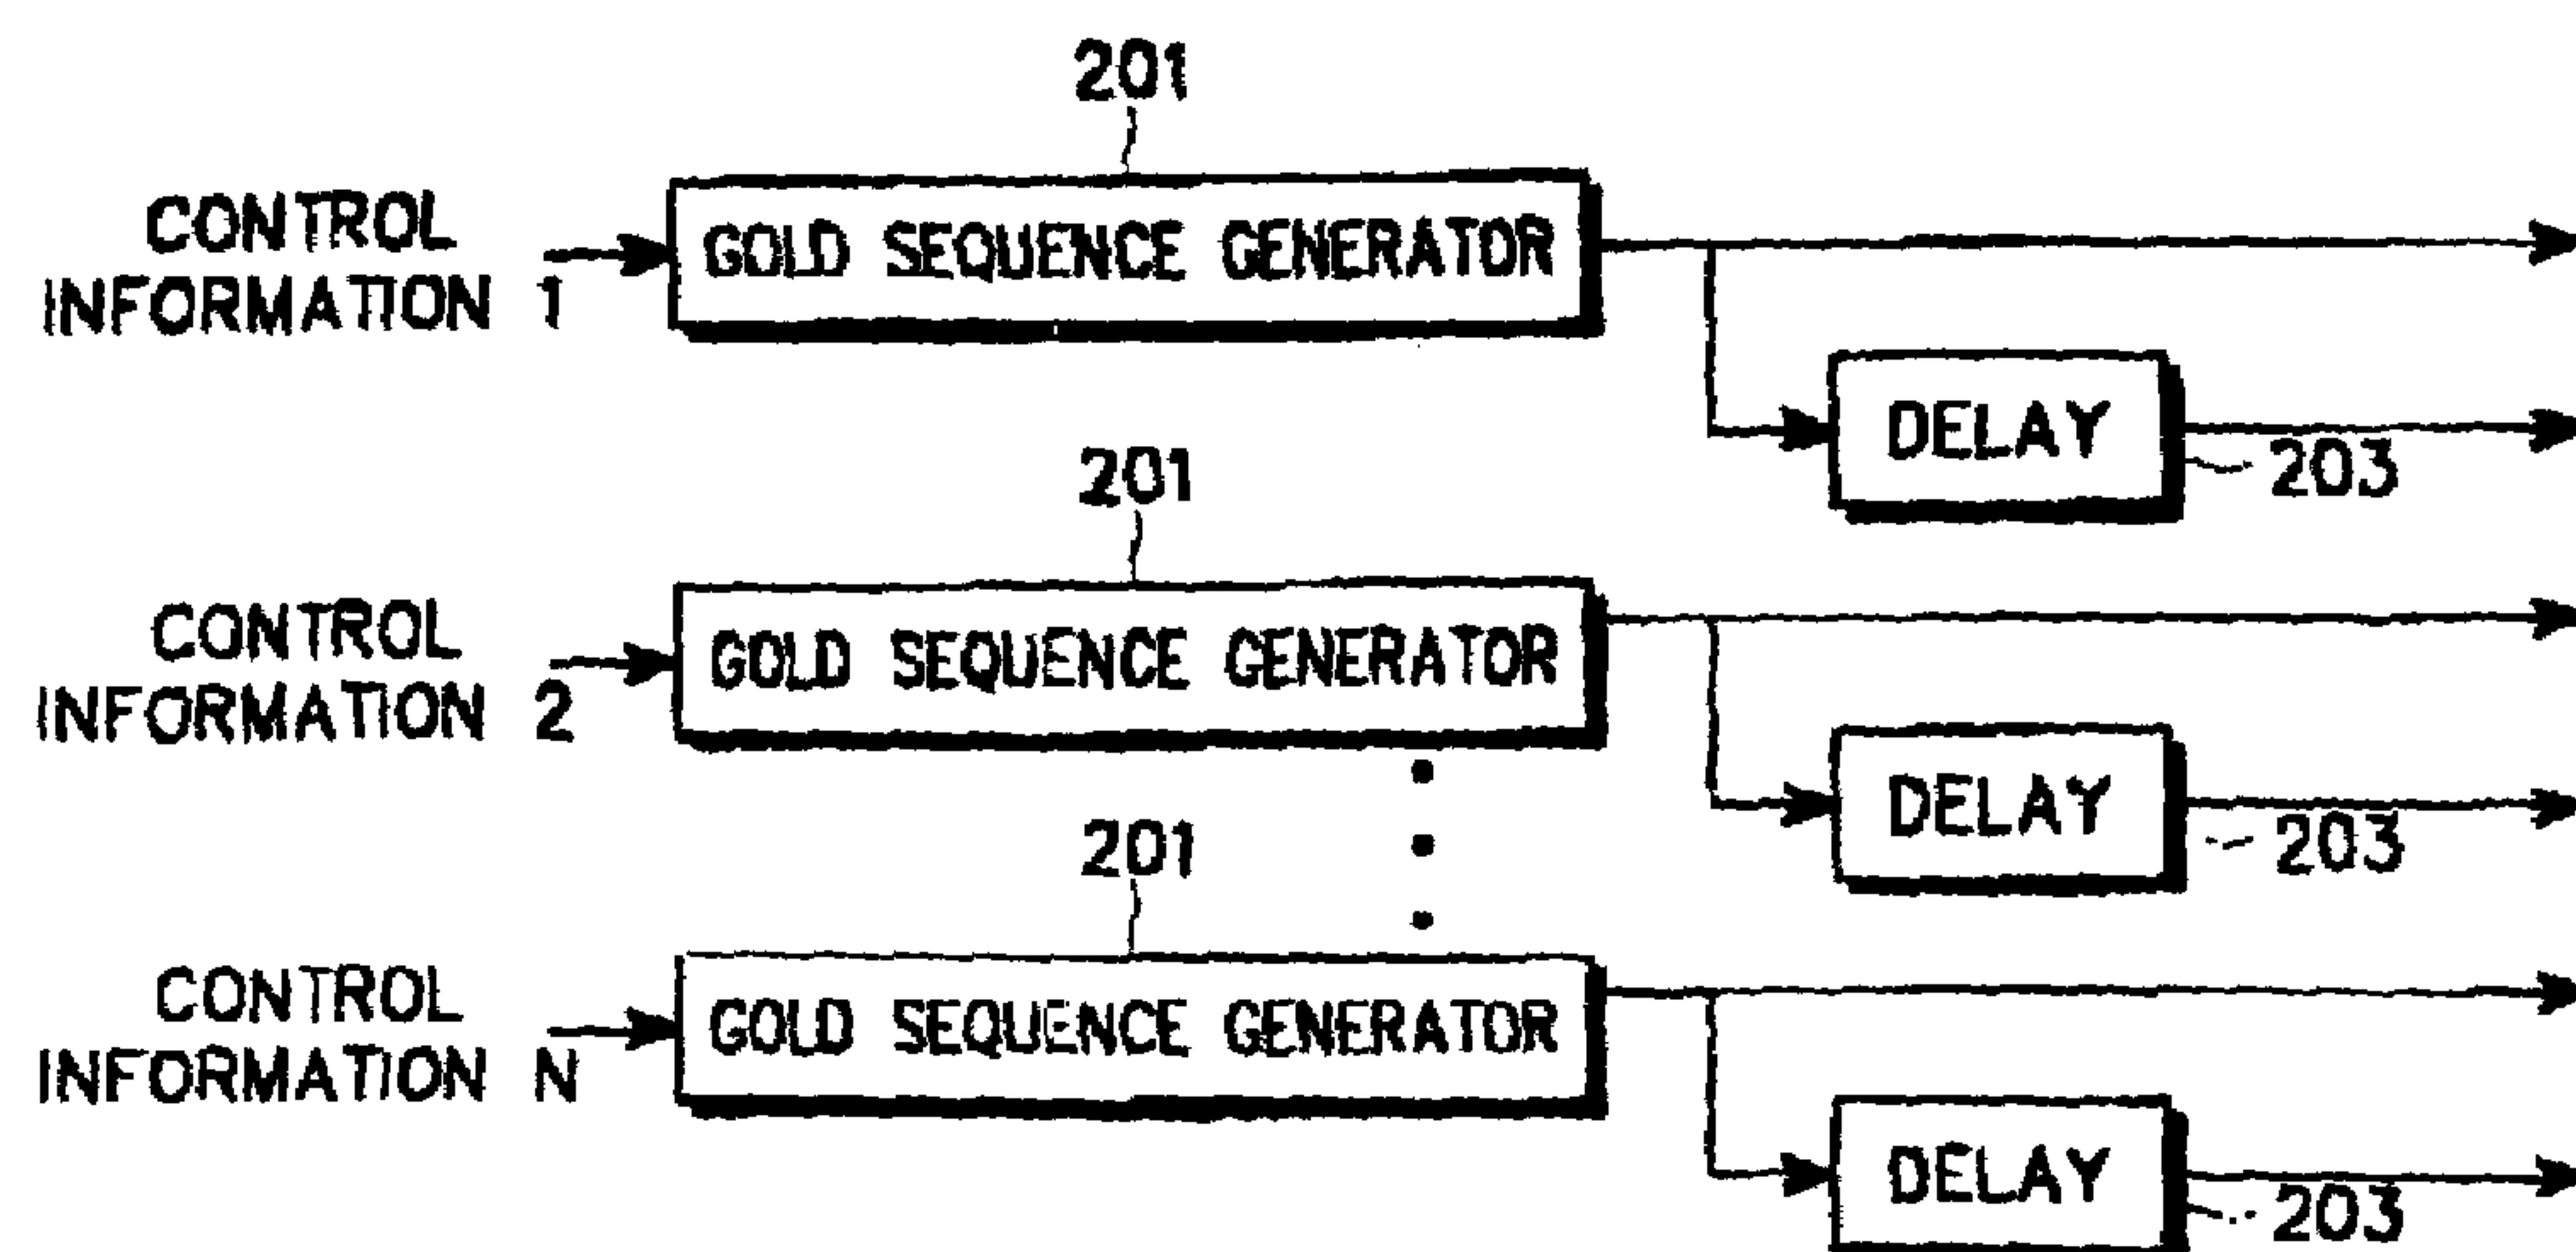 201
CONTROL
INFORMATION 1
GOLD SEQUENCE GENERATOR
DELAY
203
201
CONTROL
INFORMATION 2
GOLD SEQUENCE GENERATOR
DELAY
203
201
CONTROL
INFORMATION N
GOLD SEQUENCE GENERATOR
DELAY
203